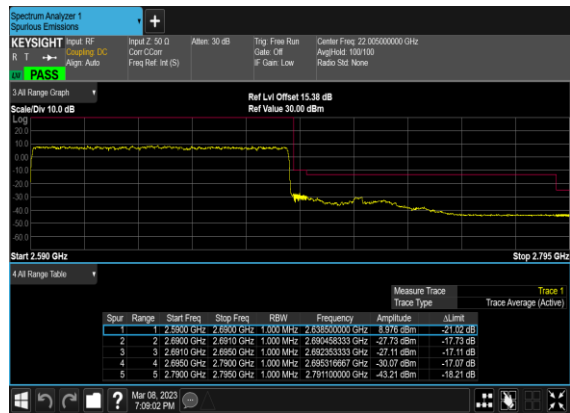 Spectrum Analyzer 1
Spurious Emissions
+
KEYSIGHT Input: RF Input Z: 50 Ω Atten: 30 dB Trig: Free Run Center Freq: 22.005000000 GHz
R T Coupling: DC Corr CCorr Gate: Off Avg|Hold: 100/100
Align: Auto Freq Ref: Int (S) IF Gain: Low Radio Std: None
LXI PASS
3 All Range Graph
Ref Lvl Offset 15.38 dB
Scale/Div 10.0 dB Ref Value 30.00 dBm
Log
20.0
10.0
0.00
-10.0
-20.0
-30.0
-40.0
-50.0
-60.0
Start 2.590 GHz Stop 2.795 GHz
4 All Range Table
Measure Trace Trace 1
Trace Type Trace Average (Active)
Spur Range Start Freq Stop Freq RBW Frequency Amplitude ΔLimit
1 1 2.5900 GHz 2.6900 GHz 1.000 MHz 2.638500000 GHz 8.976 dBm -21.02 dB
2 2 2.6900 GHz 2.6910 GHz 1.000 MHz 2.690458333 GHz -27.73 dBm -17.73 dB
3 3 2.6910 GHz 2.6950 GHz 1.000 MHz 2.692353333 GHz -27.11 dBm -17.11 dB
4 4 2.6950 GHz 2.7900 GHz 1.000 MHz 2.695316667 GHz -30.07 dBm -17.07 dB
5 5 2.7900 GHz 2.7950 GHz 1.000 MHz 2.791100000 GHz -43.21 dBm -18.21 dB
? Mar 08, 2023
7:09:02 PM